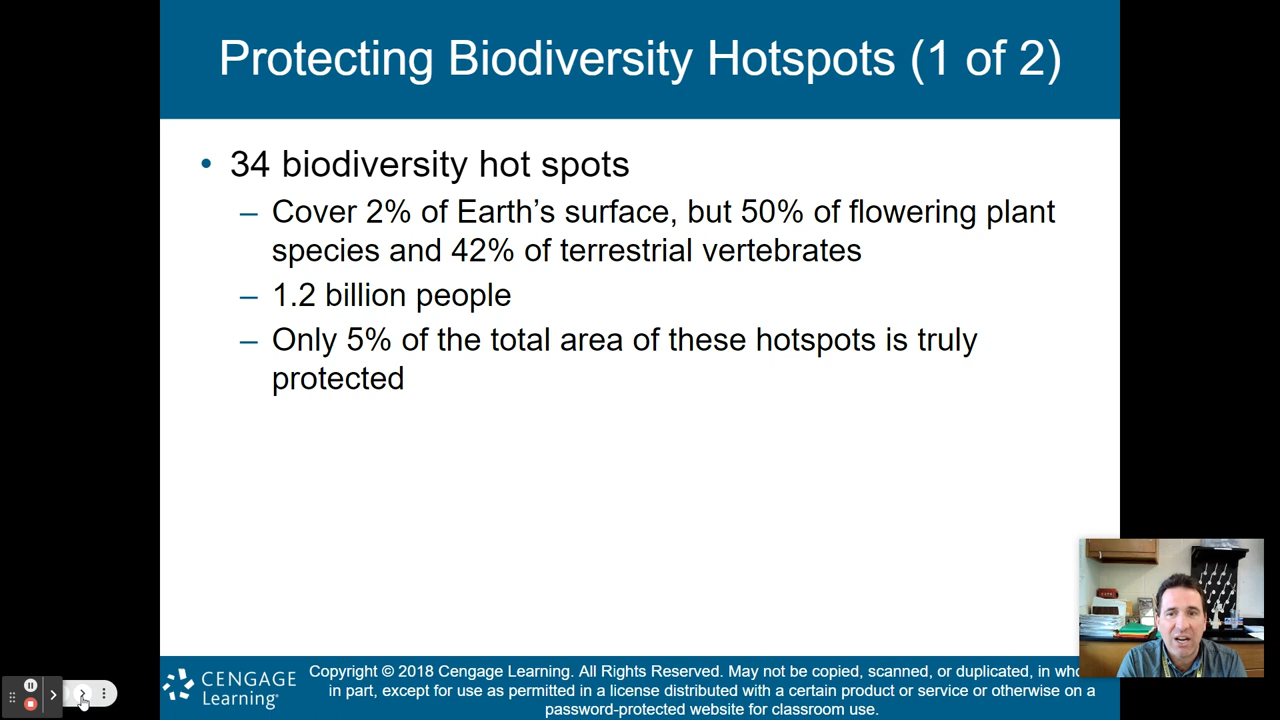 Protecting Biodiversity Hotspots (1 of 2)
• 34 biodiversity hot spots
– Cover 2% of Earth's surface, but 50% of flowering plant
species and 42% of terrestrial vertebrates
– 1.2 billion people
– Only 5% of the total area of these hotspots is truly
protected
CENGAGE
Learning®
Copyright © 2018 Cengage Learning. All Rights Reserved. May not be copied, scanned, or duplicated, in who
in part, except for use as permitted in a license distributed with a certain product or service or otherwise on a
password-protected website for classroom use.